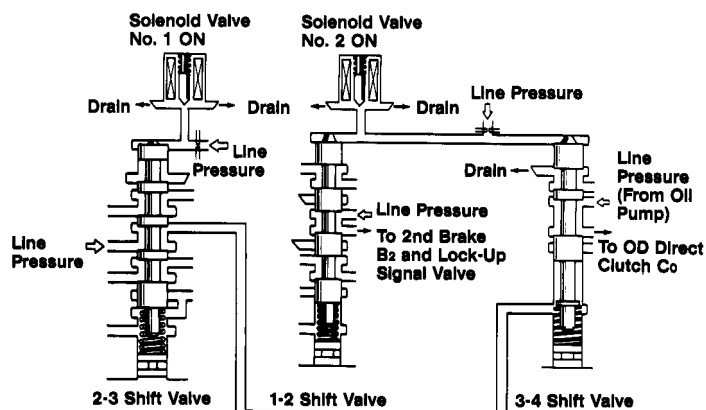 Solenoid Valve
No. 1 ON
Solenoid Valve
No. 2 ON
Drain
Drain
Drain
Line Pressure
Line
Pressure
Drain
Line
Pressure
(From Oil
Pump)
Line Pressure
To 2nd Brake
B2 and Lock-Up
Signal Valve
Line
Pressure
To OD Direct
Clutch C0
2-3 Shift Valve
1-2 Shift Valve
3-4 Shift Valve